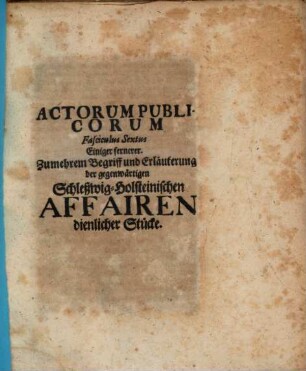 ACTORUM PUBLI-
CORUM
Fasciculus Sextus
Einiger fernerer.
Zu mehrem Begriff und Erläuterung
der gegenwärtigen
Schleßwig-Holsteinischen
AFFAIREN
dienlicher Stücke.